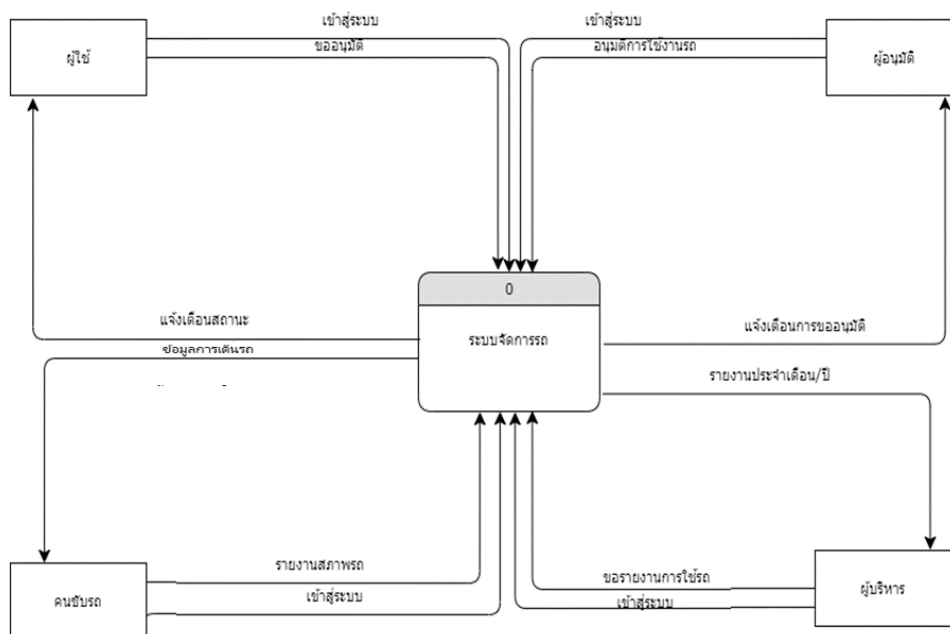 เข้าสู่ระบบ
ขออนุมัติ
ผู้ใช้
เข้าสู่ระบบ
อนุมติการใช้งานรถ
ผู้อนุมัติ
0
ระบบจัดการรถ
แจ้งเตือนสถานะ
ข้อมูลการเดินรถ
แจ้งเตือนการขออนุมัติ
รายงานประจำเดือน/ปี
รายงานสภาพรถ
เข้าสู่ระบบ
คนขับรถ
ขอรายงานการใช้รถ
เข้าสู่ระบบ
ผู้บริหาร